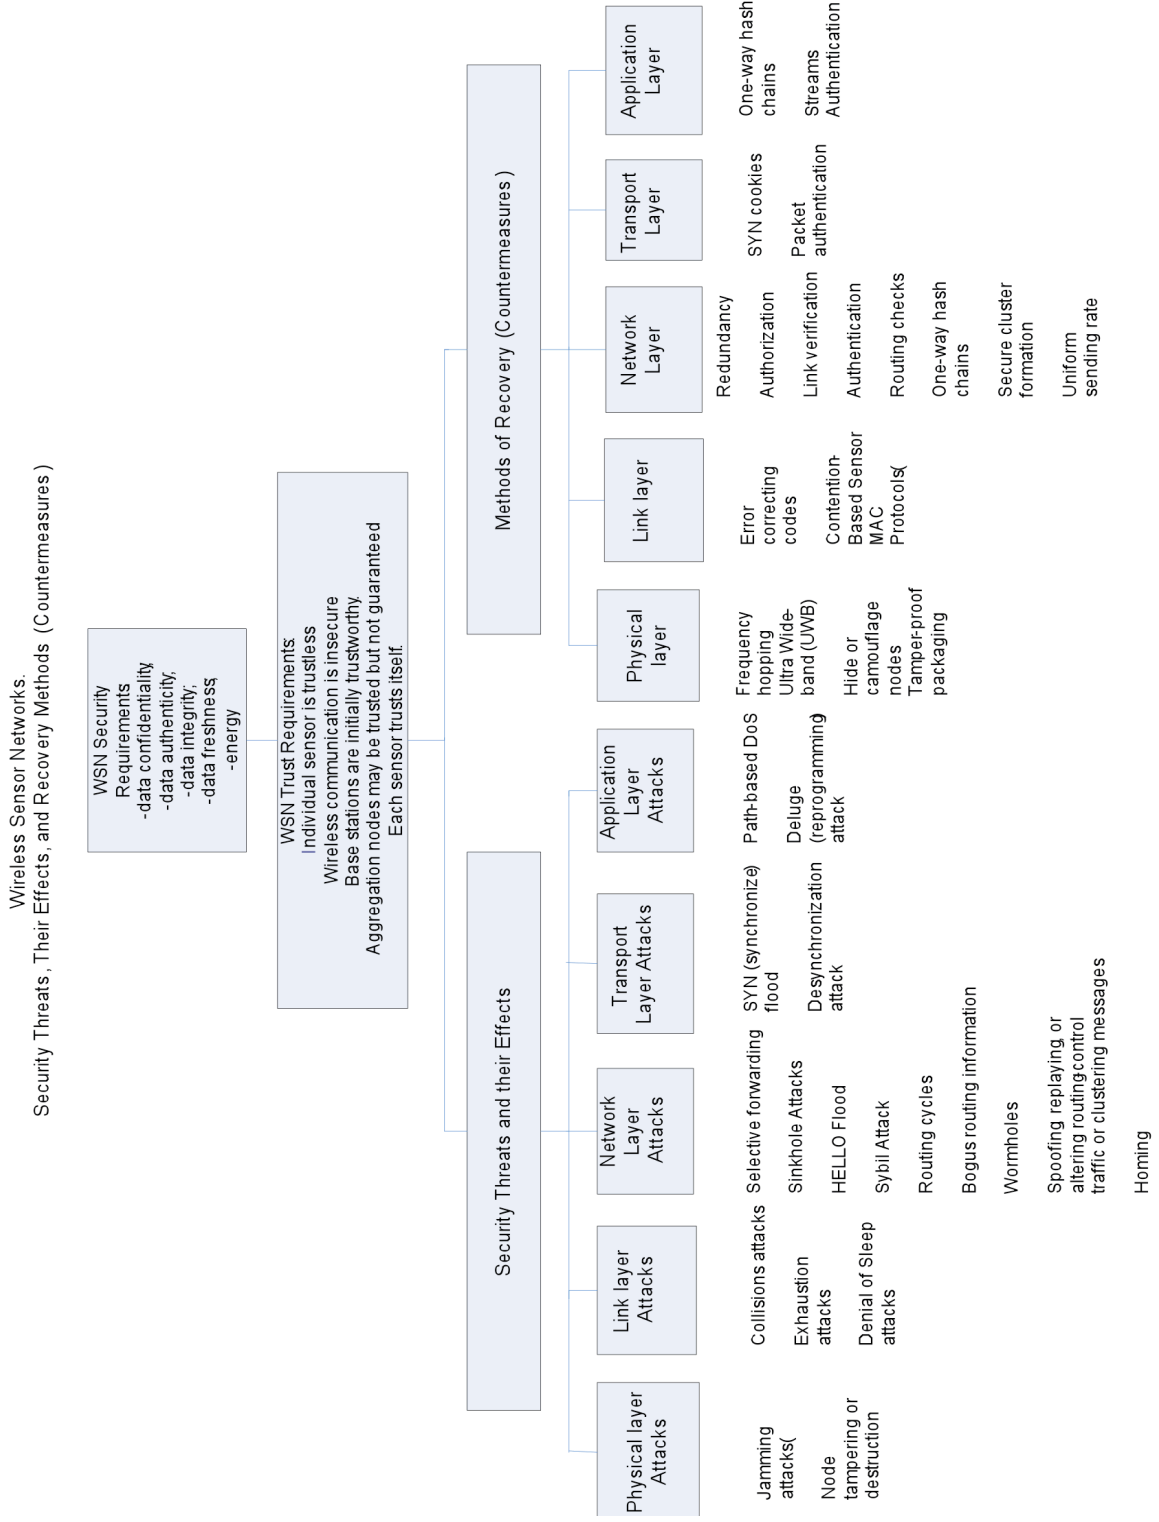 Wireless Sensor Networks.
Security Threats, Their Effects, and Recovery Methods (Countermeasures)
WSN Security
Requirements
-data confidentiality;
-data authenticity;
-data integrity;
-data freshness;
-energy
WSN Trust Requirements:
Individual sensor is trustless
Wireless communication is insecure
Base stations are initially trustworthy.
Aggregation nodes may be trusted but not guaranteed
Each sensor trusts itself.
Security Threats and their Effects
Methods of Recovery (Countermeasures)
Physical layer
Attacks
Jamming
attacks(
Node
tampering or
destruction
Link layer
Attacks
Collisions attacks
Exhaustion
attacks
Denial of Sleep
attacks
Network
Layer
Attacks
Selective forwarding
Sinkhole Attacks
HELLO Flood
Sybil Attack
Routing cycles
Bogus routing information
Wormholes
Spoofing replaying, or
altering routing-control
traffic or clustering messages
Homing
Transport
Layer Attacks
SYN (synchronize)
flood
Desynchronization
attack
Application
Layer
Attacks
Path-based DoS
Deluge
(reprogramming)
attack
Physical
layer
Frequency
hopping
Ultra Wide-
band (UWB)
Hide or
camouflage
nodes
Tamper-proof
packaging
Link layer
Error
correcting
codes
Contention-
Based Sensor
MAC
Protocols(
Network
Layer
Redundancy
Authorization
Link verification
Authentication
Routing checks
One-way hash
chains
Secure cluster
formation
Uniform
sending rate
Transport
Layer
SYN cookies
Packet
authentication
Application
Layer
One-way hash
chains
Streams
Authentication